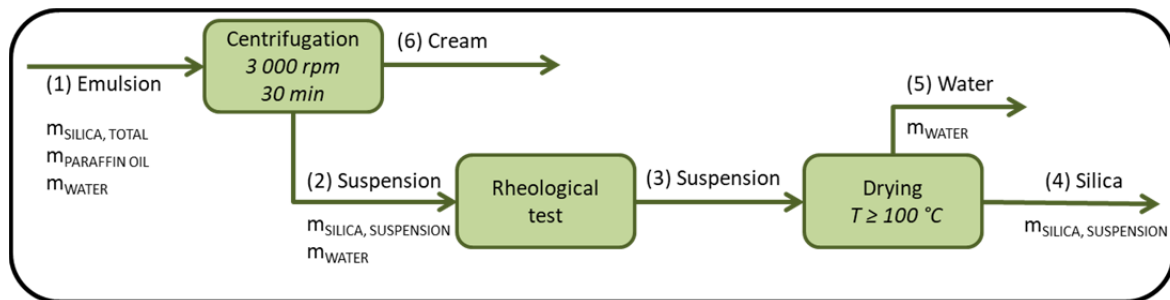 Centrifugation
3 000 rpm
30 min
(6) Cream
(1) Emulsion
mSILICA, TOTAL
mPARAFFIN OIL
mWATER
(5) Water
mWATER
(2) Suspension
mSILICA, SUSPENSION
mWATER
Rheological
test
(3) Suspension
Drying
T ≥ 100 °C
(4) Silica
mSILICA, SUSPENSION